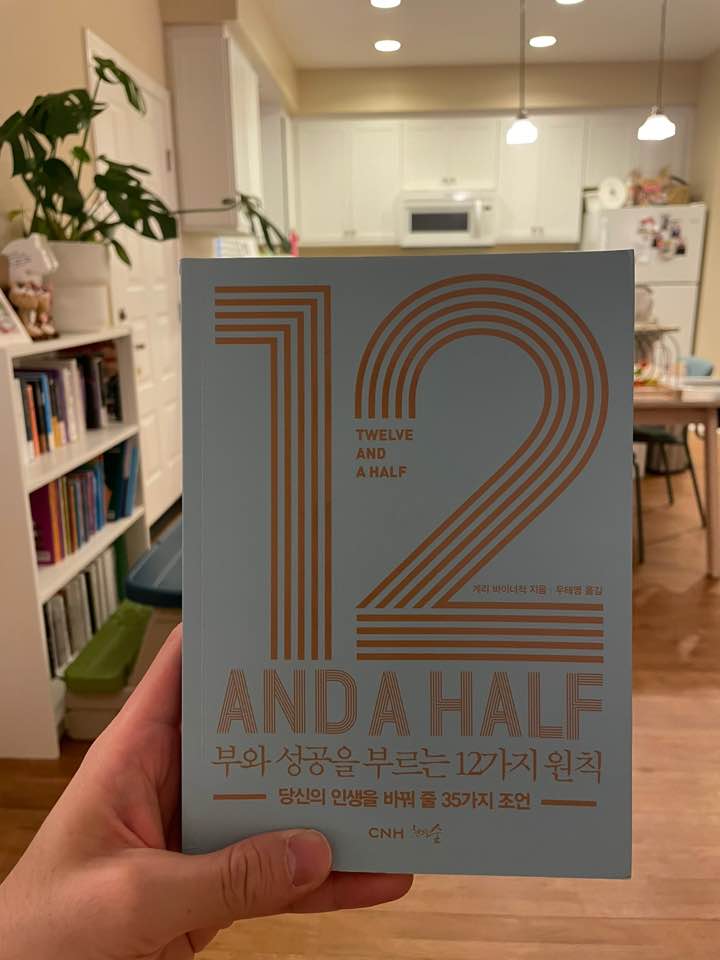 12
TWELVE
AND
A HALF
게리 바이너척 지음 · 우태영 옮김
AND A HALF
부와 성공을 부르는 12가지 원칙
당신의 인생을 바꿔 줄 35가지 조언
CNH